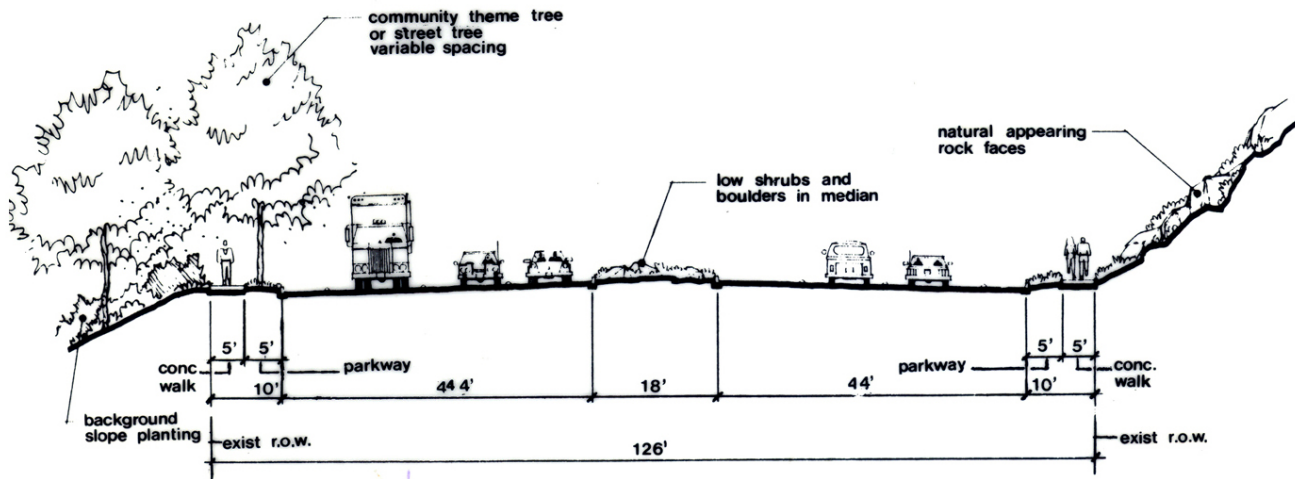 community theme tree
or street tree
variable spacing
natural appearing
rock faces
low shrubs and
boulders in median
5' 5'
conc
walk
parkway
10'
44 4'
18'
44'
5' 5'
parkway
conc.
walk
10'
background
slope planting
exist r.o.w.
126'
exist r.o.w.